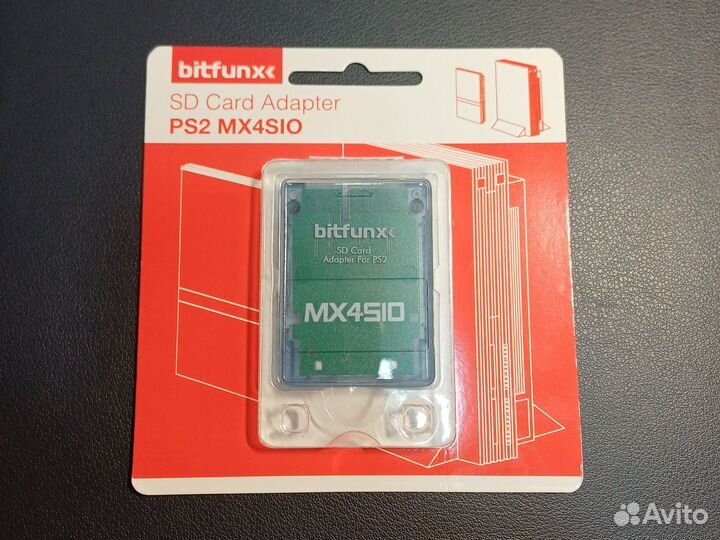 bitfunx
SD Card Adapter
PS2 MX4SIO
bitfunx
SD Card
Adapter For PS2
MX4SIO
Avito